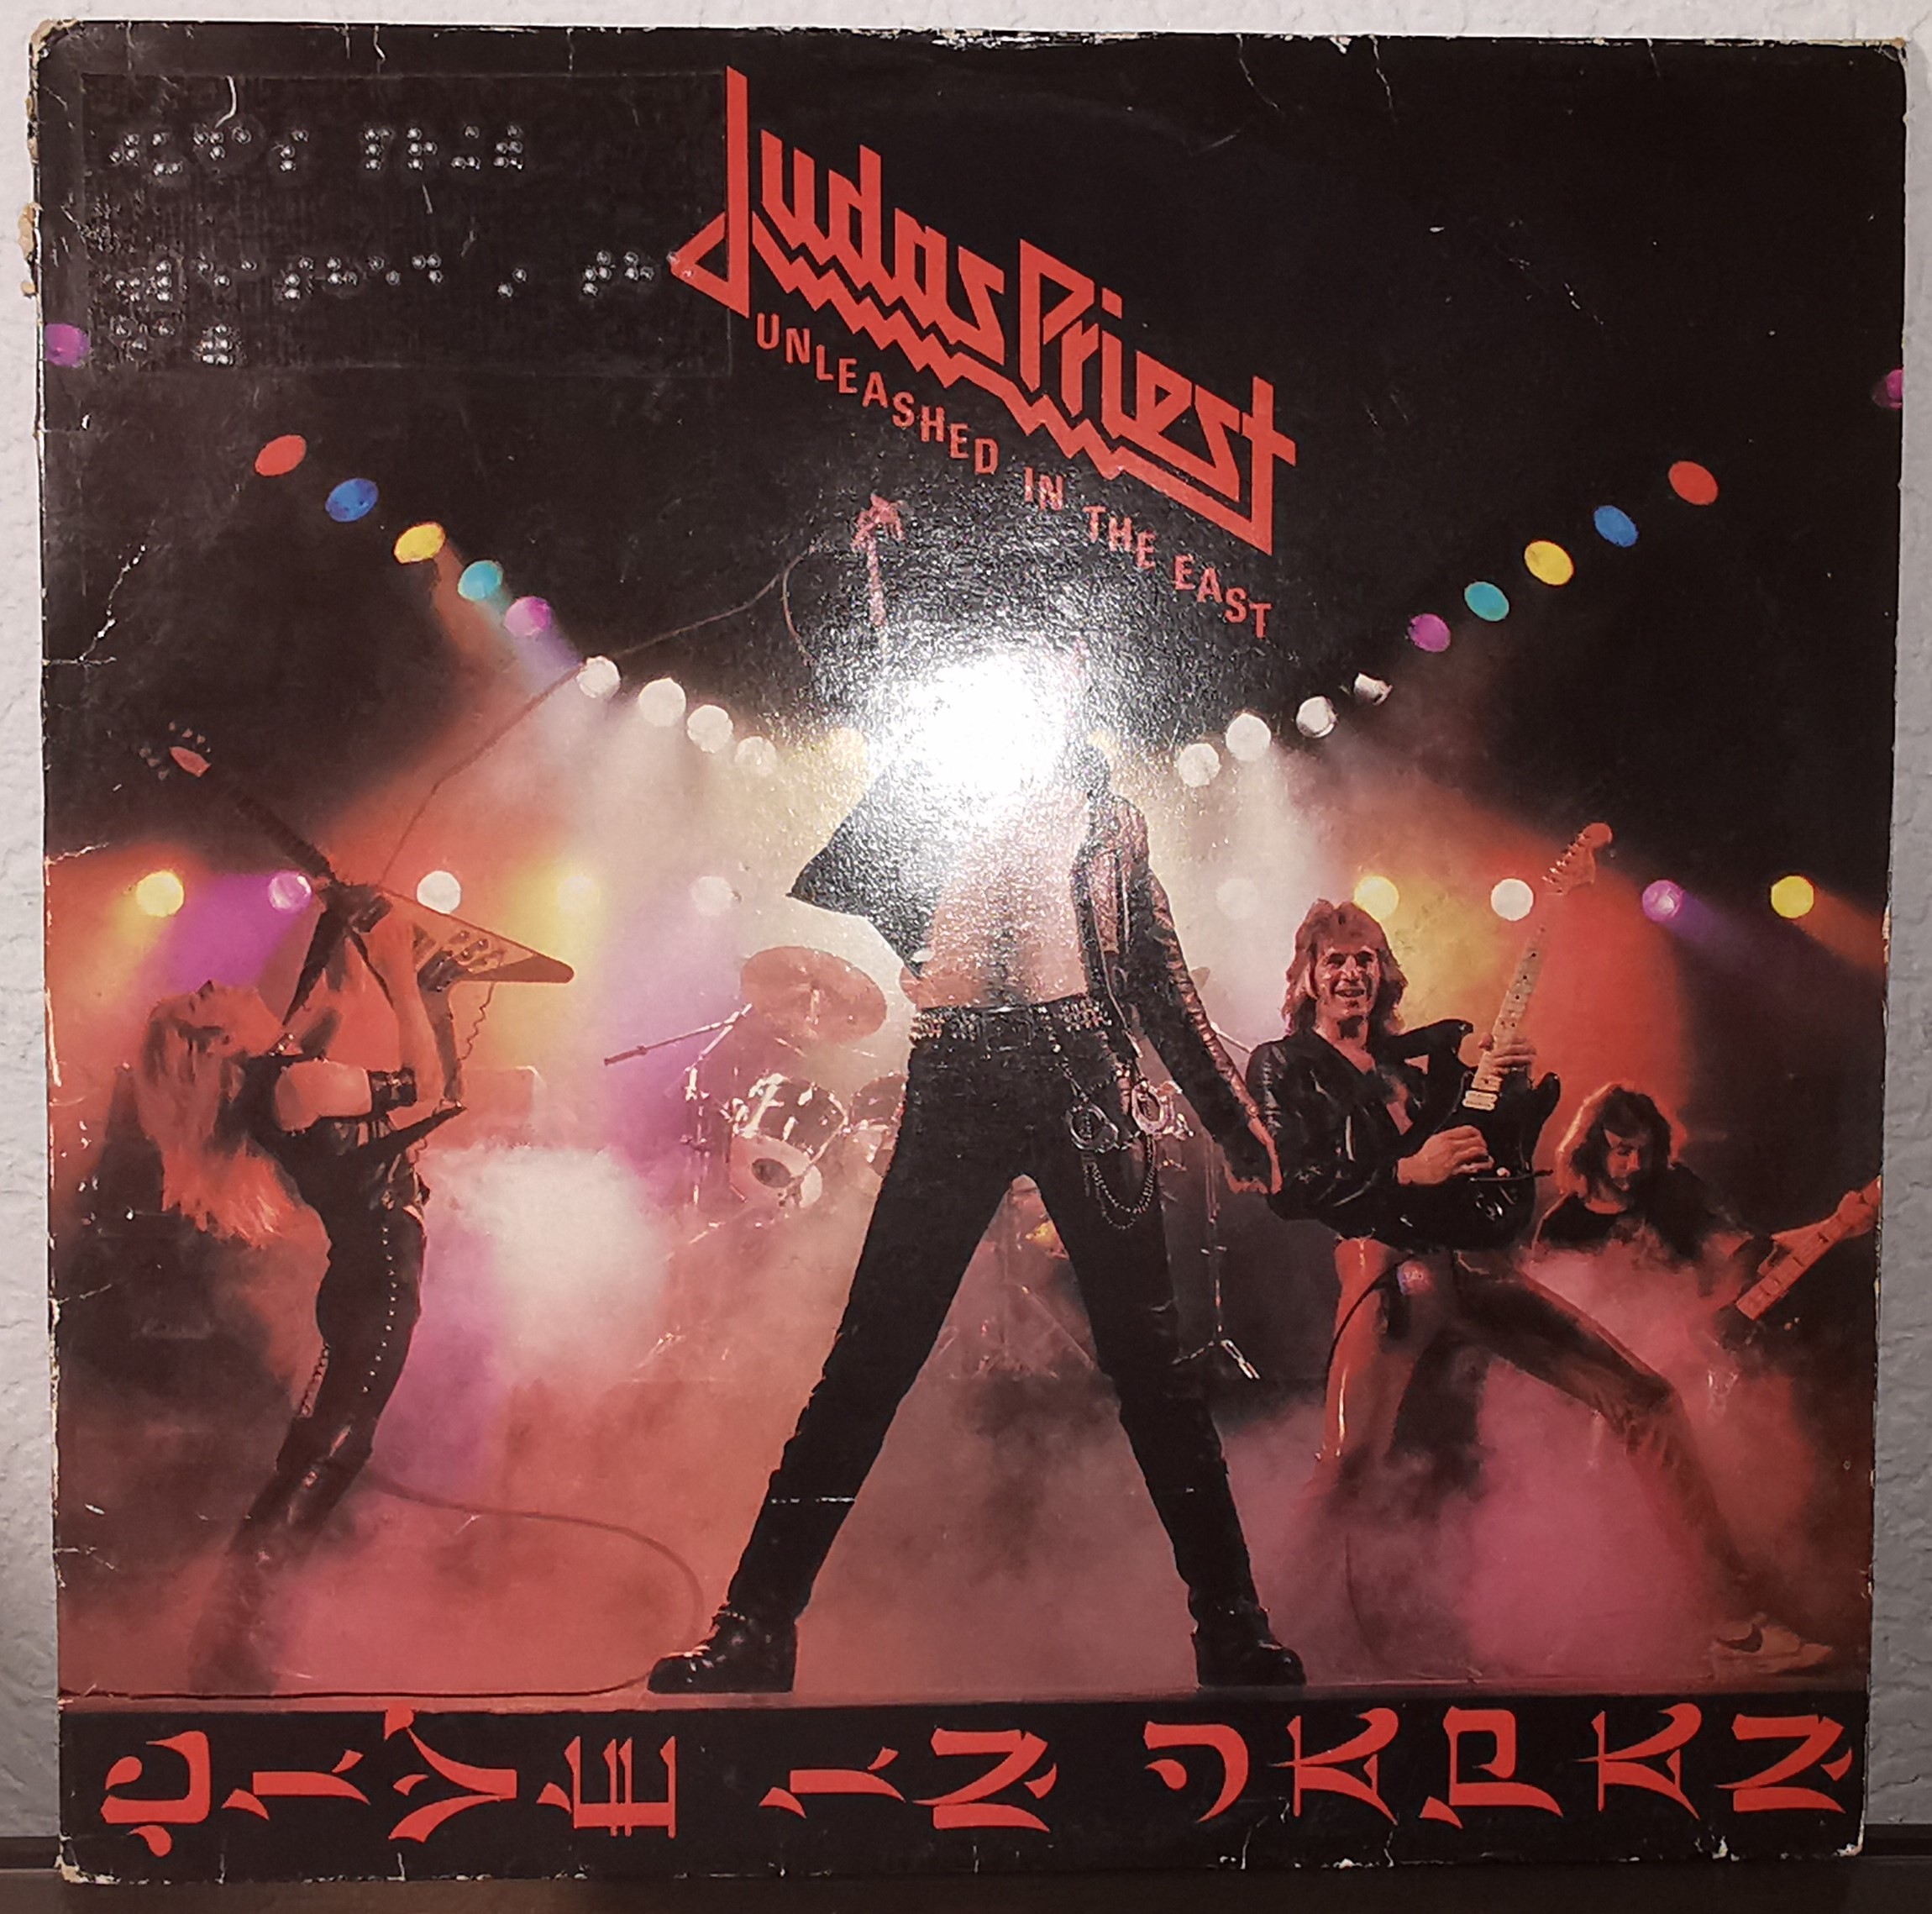 Judas Priest
UNLEASHED IN THE EAST
LIVE IN JAPAN